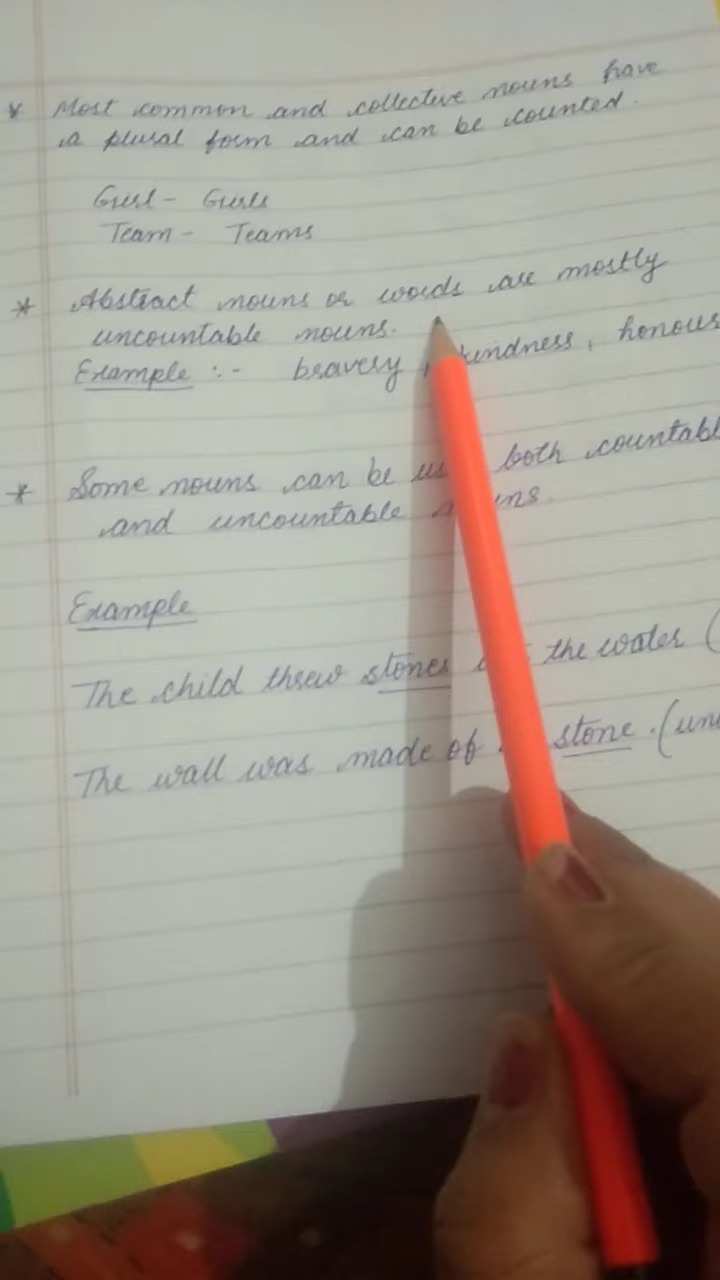 * Most common and collective nouns have
a plural form and can be counted.
Girl - Girls
Team - Teams
* Abstract nouns or words are mostly
uncountable nouns.
Example :- bravery, kindness, honour
* Some nouns can be both countabl
and uncountable
Example
The child threw stones the water (
The wall was made of stone. (un